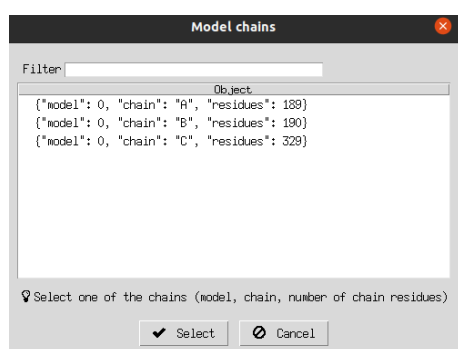 Model chains
Filter
Object
{"model": 0, "chain": "A", "residues": 189}
{"model": 0, "chain": "B", "residues": 190}
{"model": 0, "chain": "C", "residues": 329}
Select one of the chains (model, chain, number of chain residues)
Select Cancel